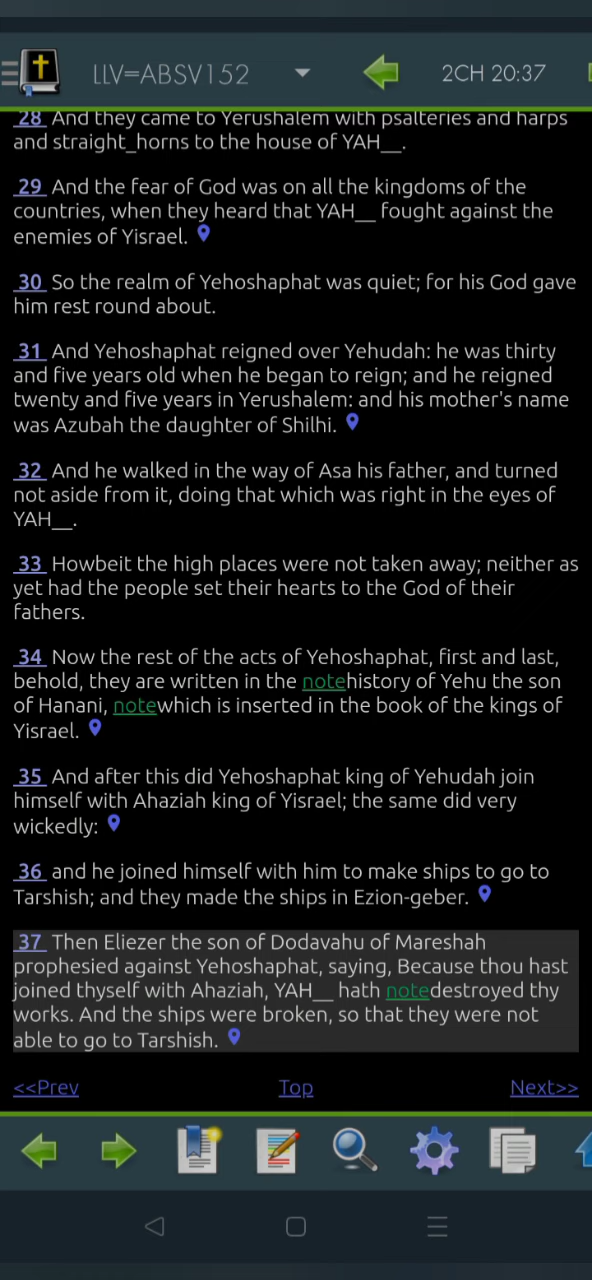 LLV=ABSV152
2CH 20:37
28 And they came to Yerushalem with psalteries and harps
and straight_horns to the house of YAH__.
29 And the fear of God was on all the kingdoms of the
countries, when they heard that YAH__ fought against the
enemies of Yisrael.
30 So the realm of Yehoshaphat was quiet; for his God gave
him rest round about.
31 And Yehoshaphat reigned over Yehudah: he was thirty
and five years old when he began to reign; and he reigned
twenty and five years in Yerushalem: and his mother's name
was Azubah the daughter of Shilhi.
32 And he walked in the way of Asa his father, and turned
not aside from it, doing that which was right in the eyes of
YAH__.
33 Howbeit the high places were not taken away; neither as
yet had the people set their hearts to the God of their
fathers.
34 Now the rest of the acts of Yehoshaphat, first and last,
behold, they are written in the notehistory of Yehu the son
of Hanani, notewhich is inserted in the book of the kings of
Yisrael.
35 And after this did Yehoshaphat king of Yehudah join
himself with Ahaziah king of Yisrael; the same did very
wickedly:
36 and he joined himself with him to make ships to go to
Tarshish; and they made the ships in Ezion-geber.
37 Then Eliezer the son of Dodavahu of Mareshah
prophesied against Yehoshaphat, saying, Because thou hast
joined thyself with Ahaziah, YAH__ hath notedestroyed thy
works. And the ships were broken, so that they were not
able to go to Tarshish.
<<Prev
Top
Next>>